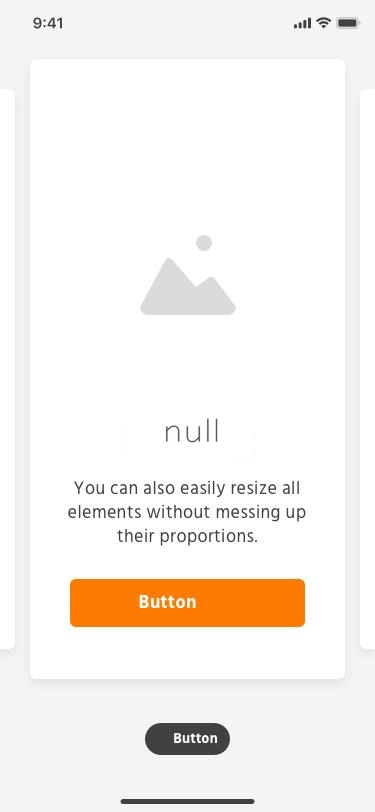 9:41
null
You can also easily resize all
elements without messing up
their proportions.
Button
Button